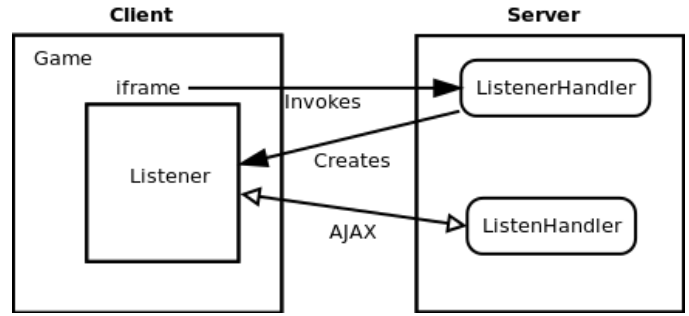 Client
Server
Game
iframe
Invokes
ListenerHandler
Creates
Listener
AJAX
ListenHandler